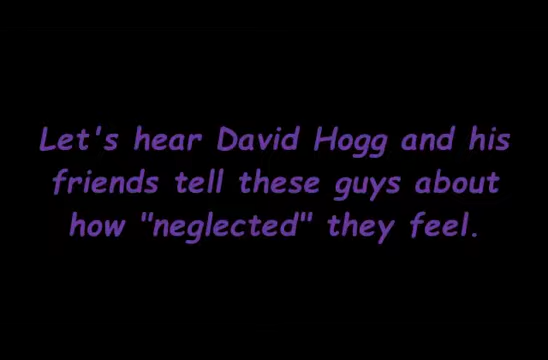 Let's hear David Hogg and his
friends tell these guys about
how "neglected" they feel.